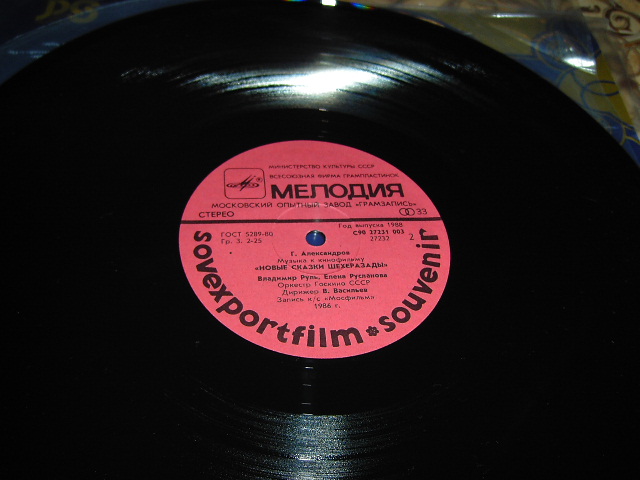 МИНИСТЕРСТВО КУЛЬТУРЫ СССР
ВСЕСОЮЗНАЯ ФИРМА ГРАМПЛАСТИНОК
МЕЛОДИЯ
МОСКОВСКИЙ ОПЫТНЫЙ ЗАВОД «ГРАМЗАПИСЬ»
СТЕРЕО 33
ГОСТ 5289-80 Год выпуска 1988
Гр. 3. 2-25 С90 27231 003
27232 2
Г. Александров
Музыка к кинофильму
«НОВЫЕ СКАЗКИ ШЕХЕРАЗАДЫ»
Владимир Руль, Елена Русланова
Оркестр Госкино СССР
Дирижер В. Васильев
Запись к/с «Мосфильм»
1986 г.
sovexportfilm souvenir